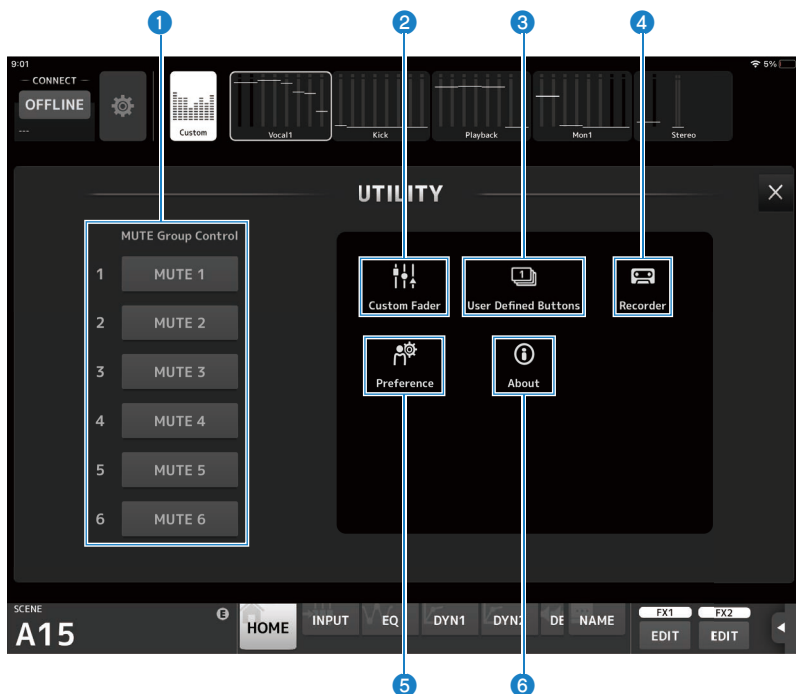 1 2 3 4
9:01 5%
CONNECT
OFFLINE
---
Custom Vocal1 Kick Playback Mon1 Stereo
UTILITY
MUTE Group Control
1 MUTE 1
2 MUTE 2
3 MUTE 3
4 MUTE 4
5 MUTE 5
6 MUTE 6
1
Custom Fader User Defined Buttons Recorder
Preference About
SCENE
A15
E
HOME INPUT EQ DYN1 DYN2 DE NAME
FX1 FX2
EDIT EDIT
5 6